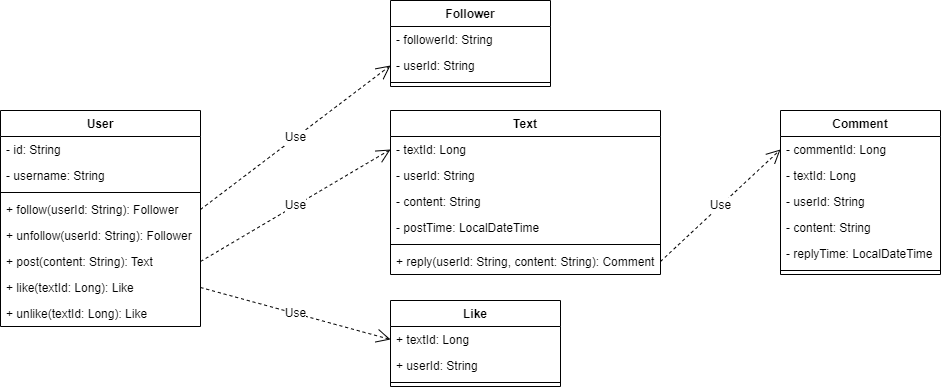 Follower
- followerId: String
- userId: String
User
- id: String
- username: String
+ follow(userId: String): Follower
+ unfollow(userId: String): Follower
+ post(content: String): Text
+ like(textId: Long): Like
+ unlike(textId: Long): Like
Use
Use
Use
Text
- textId: Long
- userId: String
- content: String
- postTime: LocalDateTime
+ reply(userId: String, content: String): Comment
Use
Comment
- commentId: Long
- textId: Long
- userId: String
- content: String
- replyTime: LocalDateTime
Like
+ textId: Long
+ userId: String